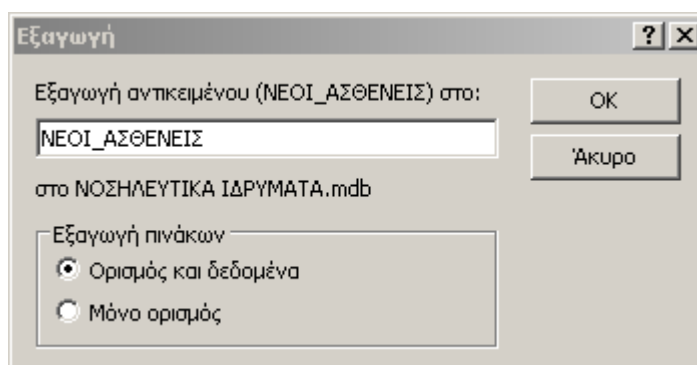 Εξαγωγή
Εξαγωγή αντικειμένου (ΝΕΟΙ_ΑΣΘΕΝΕΙΣ) στο:
ΝΕΟΙ_ΑΣΘΕΝΕΙΣ
OK
Άκυρο
στο ΝΟΣΗΛΕΥΤΙΚΑ ΙΔΡΥΜΑΤΑ.mdb
Εξαγωγή πινάκων
Ορισμός και δεδομένα
Μόνο ορισμός